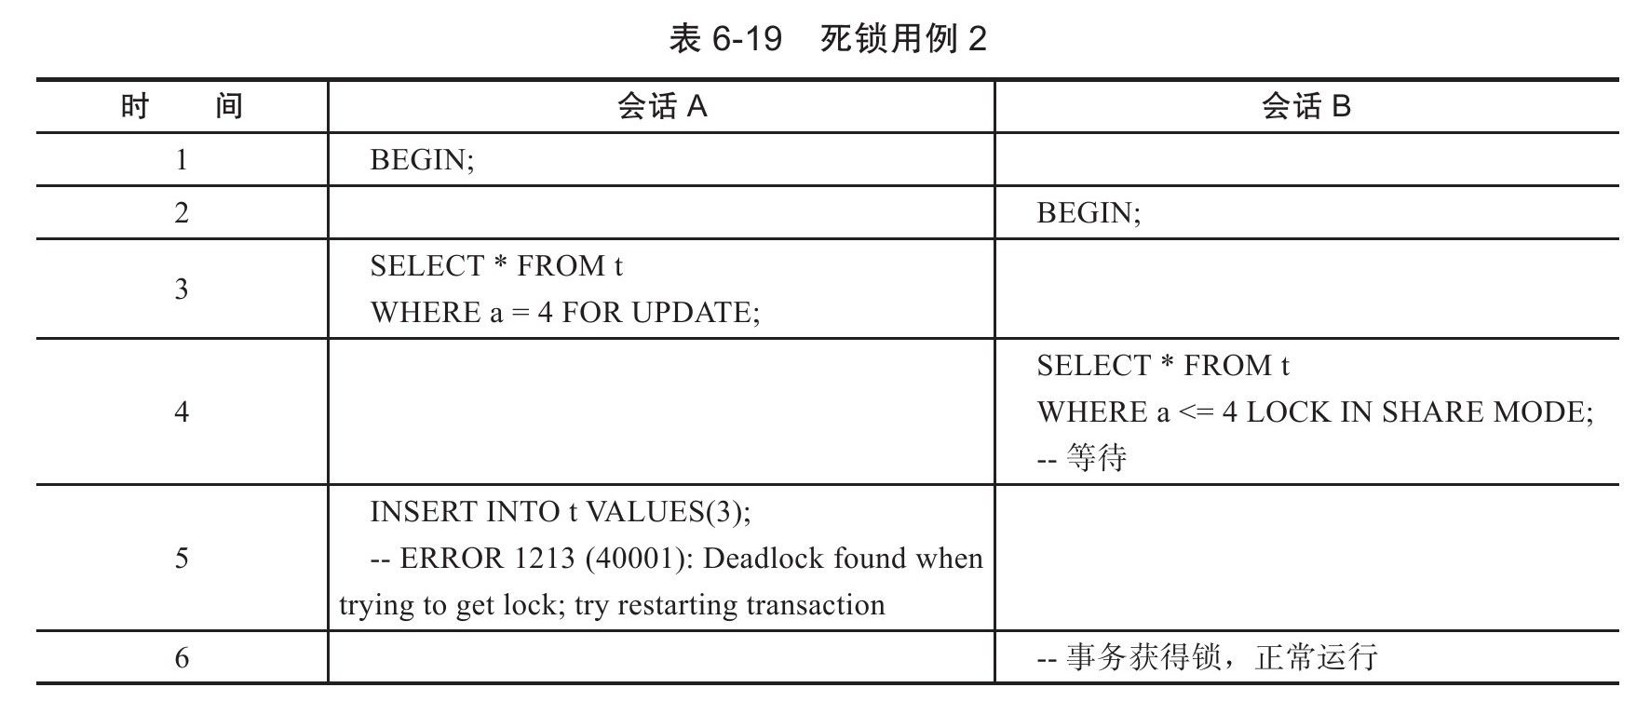 表 6-19 死锁用例 2
时 间 会话 A 会话 B
1 BEGIN;
2 BEGIN;
3 SELECT * FROM t
WHERE a = 4 FOR UPDATE;
4 SELECT * FROM t
WHERE a <= 4 LOCK IN SHARE MODE;
-- 等待
5 INSERT INTO t VALUES(3);
-- ERROR 1213 (40001): Deadlock found when
trying to get lock; try restarting transaction
6 -- 事务获得锁，正常运行